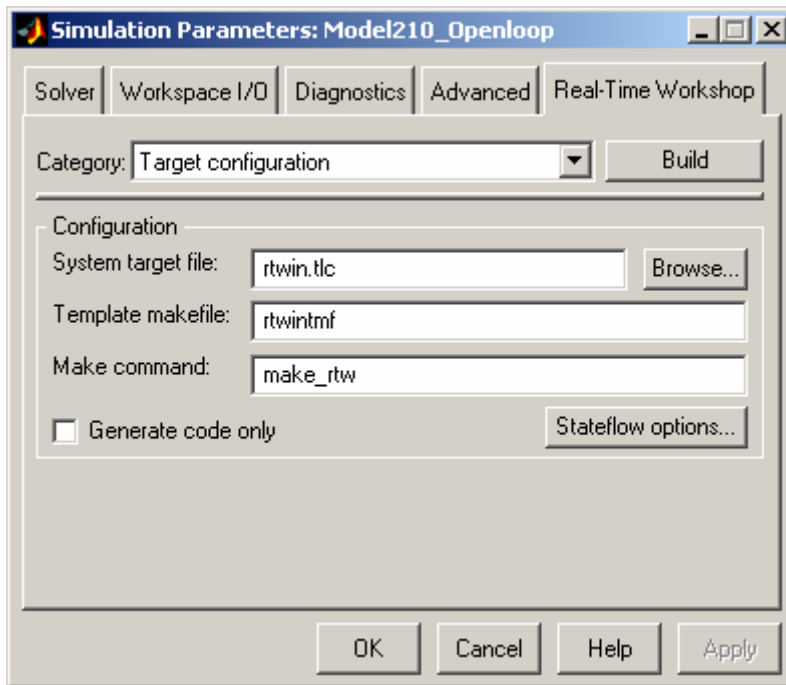 Simulation Parameters: Model210_Openloop
Solver Workspace I/O Diagnostics Advanced Real-Time Workshop
Category: Target configuration Build
Configuration
System target file: rtwin.tlc Browse...
Template makefile: rtwintmf
Make command: make_rtw
Generate code only Stateflow options...
OK Cancel Help Apply